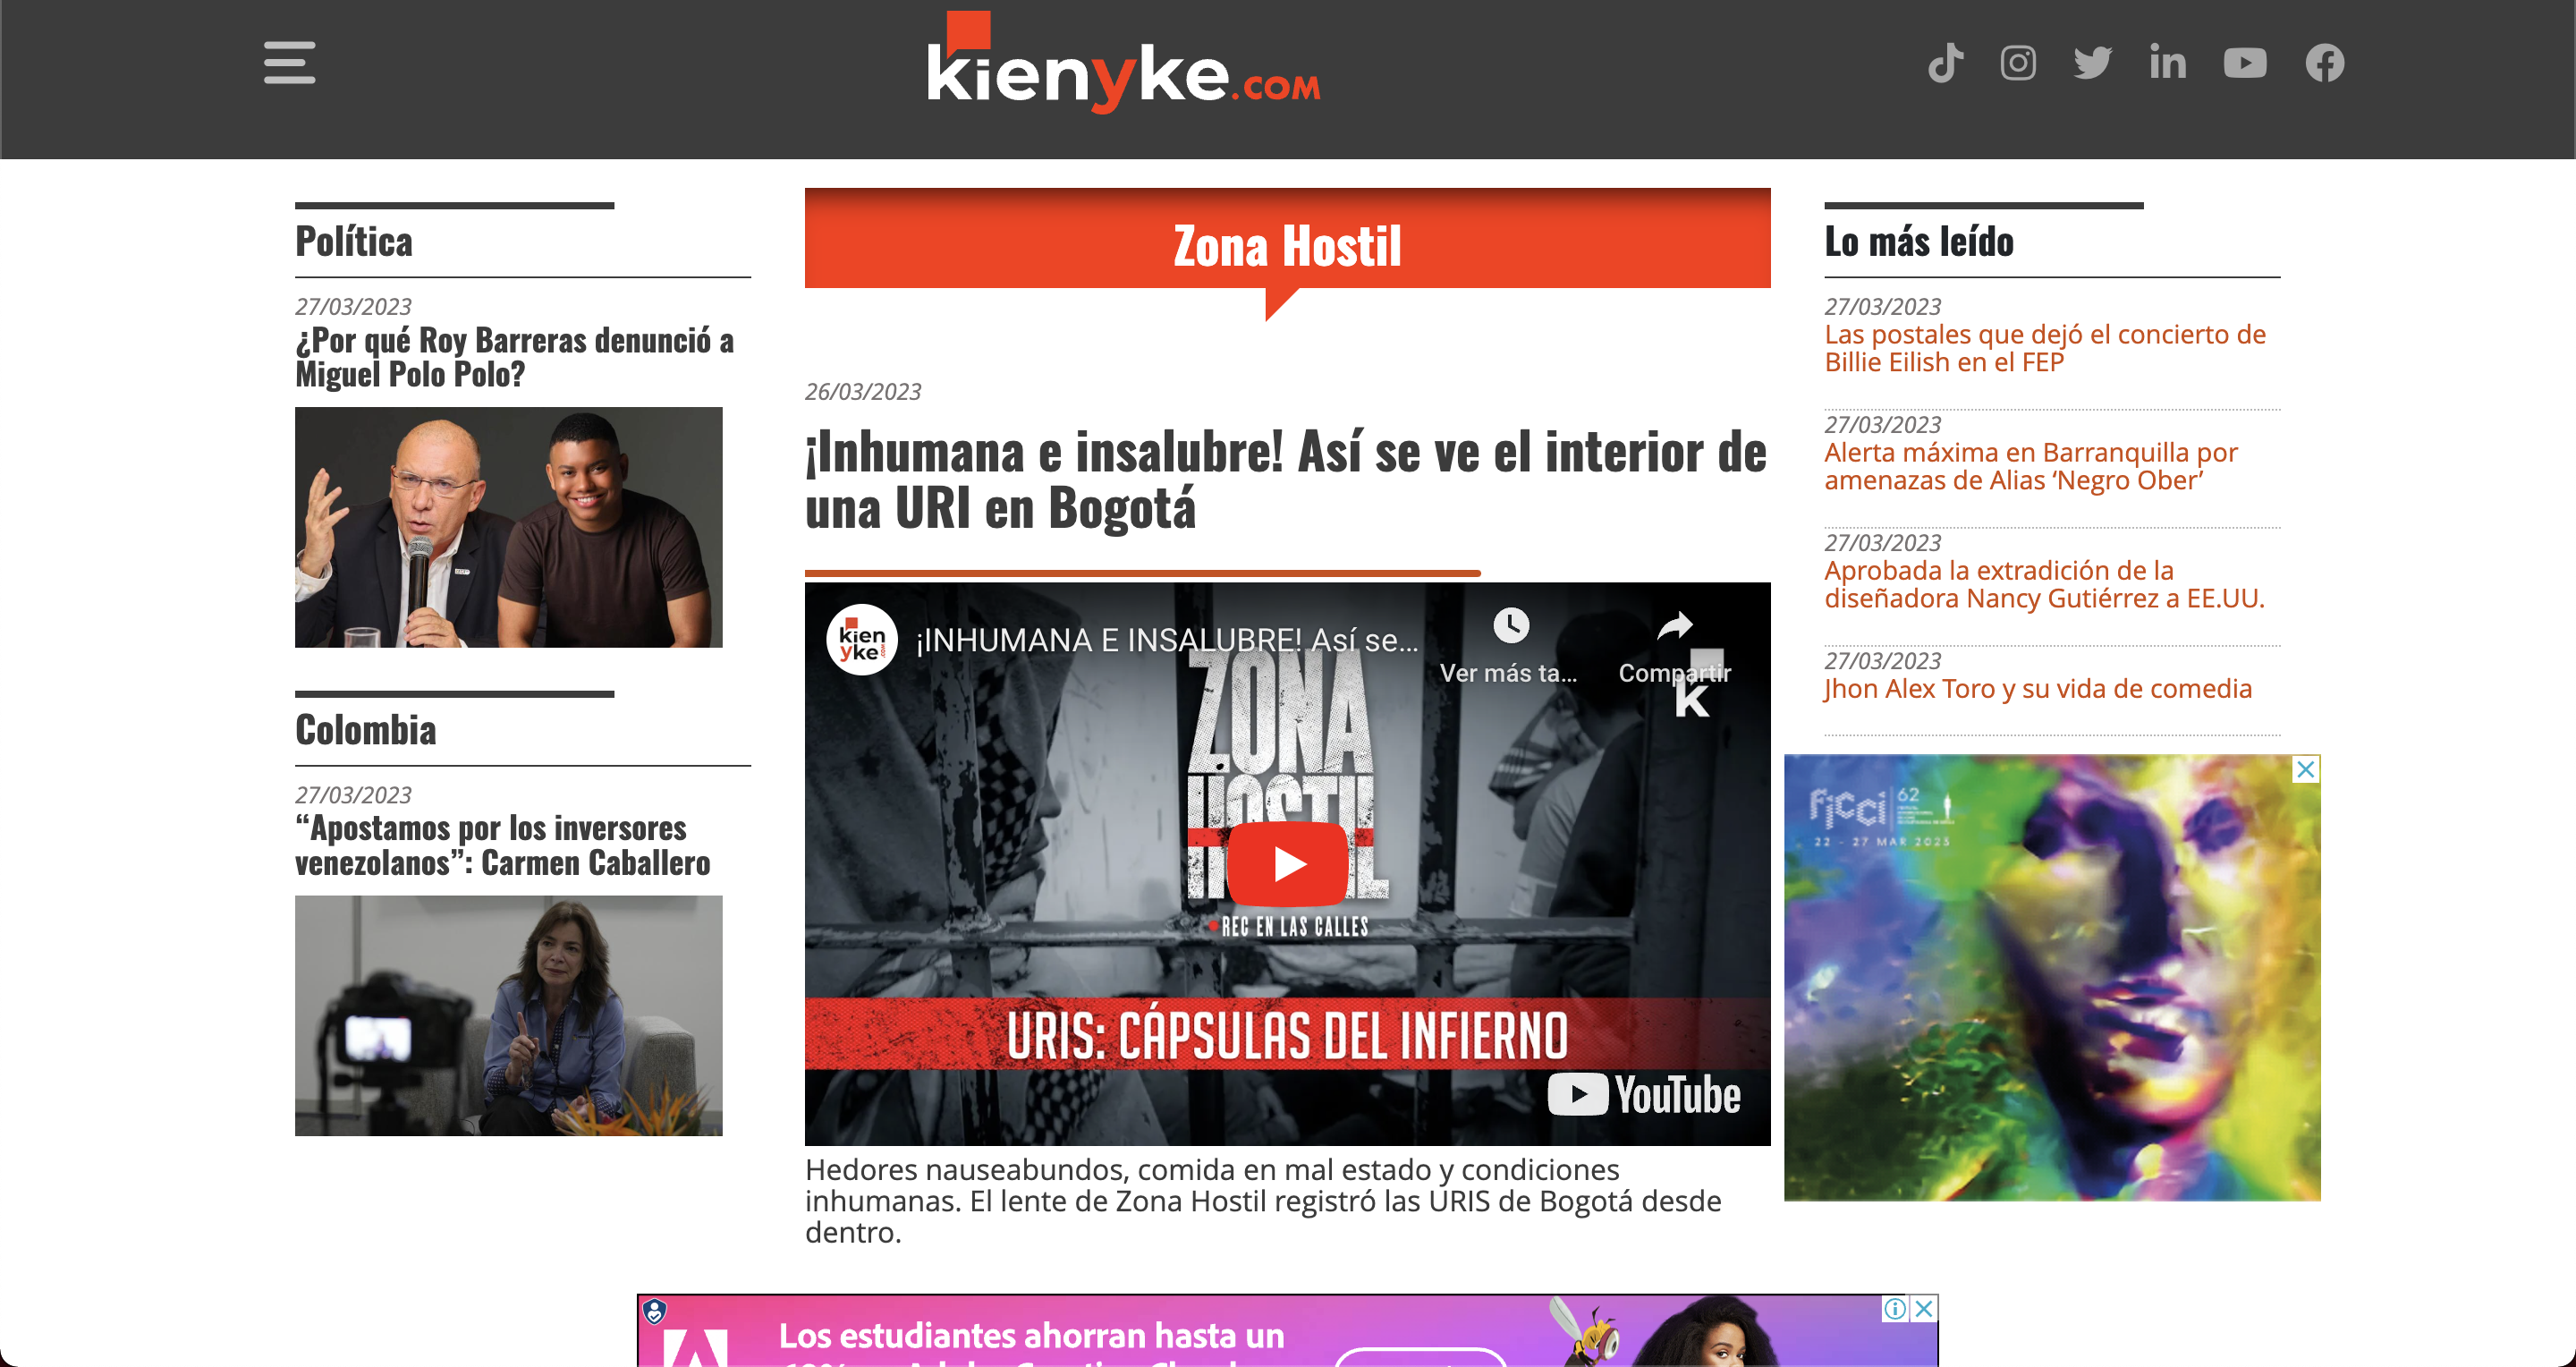 kienyke.COM
Política
27/03/2023
¿Por qué Roy Barreras denunció a
Miguel Polo Polo?
Colombia
27/03/2023
“Apostamos por los inversores
venezolanos”: Carmen Caballero
Zona Hostil
26/03/2023
¡Inhumana e insalubre! Así se ve el interior de
una URI en Bogotá
kien
yke.com
¡INHUMANA E INSALUBRE! Así se...
Ver más ta...
Compartir
k
ZONA
HOSTIL
REC EN LAS CALLES
URIS: CÁPSULAS DEL INFIERNO
YouTube
Hedores nauseabundos, comida en mal estado y condiciones
inhumanas. El lente de Zona Hostil registró las URIS de Bogotá desde
dentro.
Lo más leído
27/03/2023
Las postales que dejó el concierto de
Billie Eilish en el FEP
27/03/2023
Alerta máxima en Barranquilla por
amenazas de Alias ‘Negro Ober’
27/03/2023
Aprobada la extradición de la
diseñadora Nancy Gutiérrez a EE.UU.
27/03/2023
Jhon Alex Toro y su vida de comedia
ficci 62
22 - 27 MAR 2023
Los estudiantes ahorran hasta un